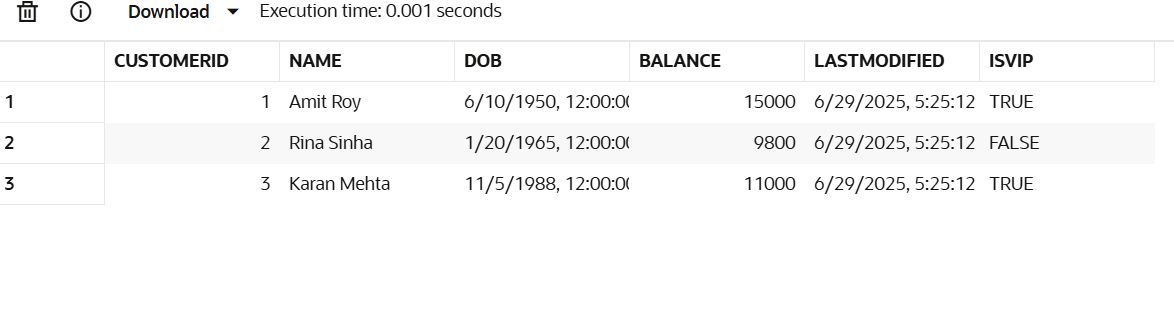 Download Execution time: 0.001 seconds
CUSTOMERID NAME DOB BALANCE LASTMODIFIED ISVIP
1 1 Amit Roy 6/10/1950, 12:00:0 15000 6/29/2025, 5:25:12 TRUE
2 2 Rina Sinha 1/20/1965, 12:00:0 9800 6/29/2025, 5:25:12 FALSE
3 3 Karan Mehta 11/5/1988, 12:00:0 11000 6/29/2025, 5:25:12 TRUE